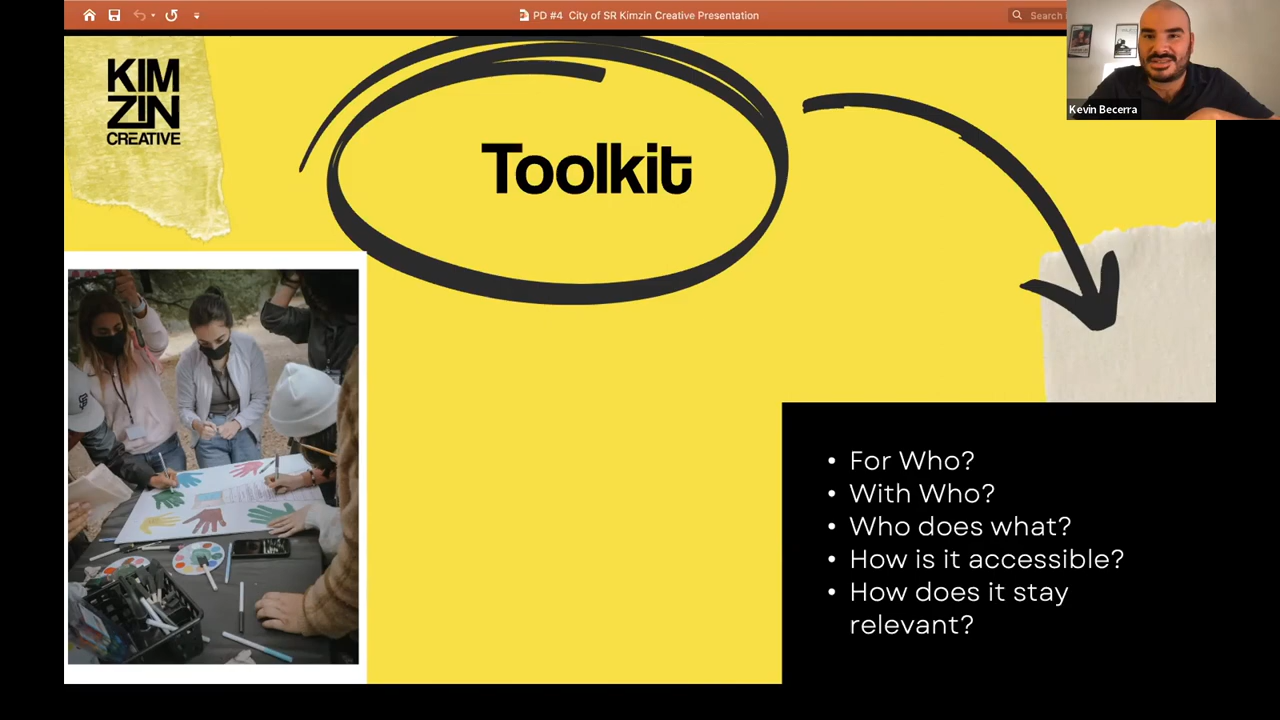 PD #4 City of SR Kimzin Creative Presentation
Search
Kevin Becerra
KIM
ZIN
CREATIVE
Toolkit
• For Who?
• With Who?
• Who does what?
• How is it accessible?
• How does it stay
relevant?